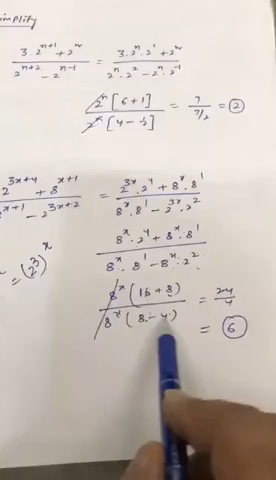 implify
3·2^{n+1} + 2^n / 2^{n+2} - 2^{n-1} = 3·2^n·2^1 + 2^n / 2^n·2^2 - 2^n·2^{-1}
2^n [6+1] / 2^n [4 - ½] = 7 / 7/2 = 2
2^{3x+4} + 8^{x+1} / 8^{x+1} - 2^{3x+2} = 2^{3x}·2^4 + 8^x·8^1 / 8^x·8^1 - 2^{3x}·2^2
8^x·2^4 + 8^x·8^1 / 8^x·8^1 - 8^x·2^2
= (2^3)^x
8^x (16 + 8) / 8^x (8 - 4) = 24 / 4
= 6